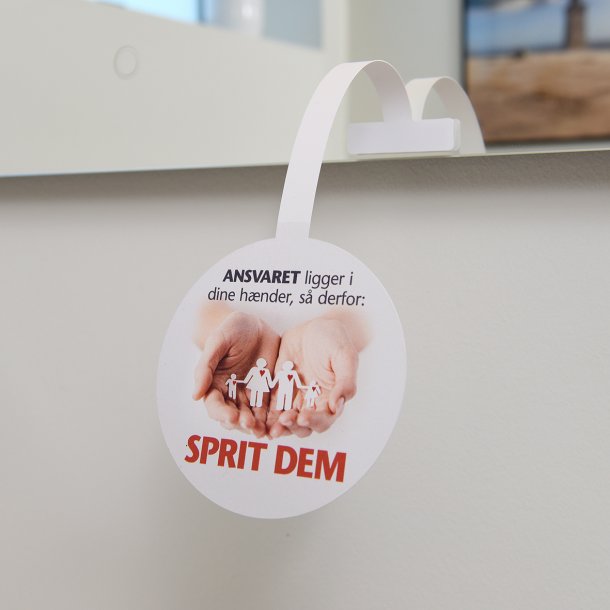 ANSVARET ligger i
dine hænder, så derfor:
SPRIT DEM